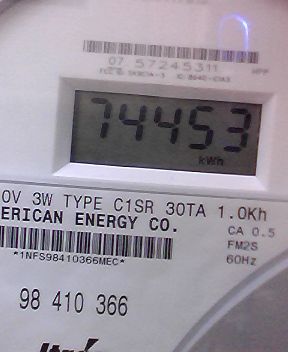 07 57245311
74453
kWh
0V 3W TYPE C1SR 30TA 1.0Kh
ERICAN ENERGY CO.
CA 0.5
FM2S
60Hz
*1NFS98410366MEC*
98 410 366